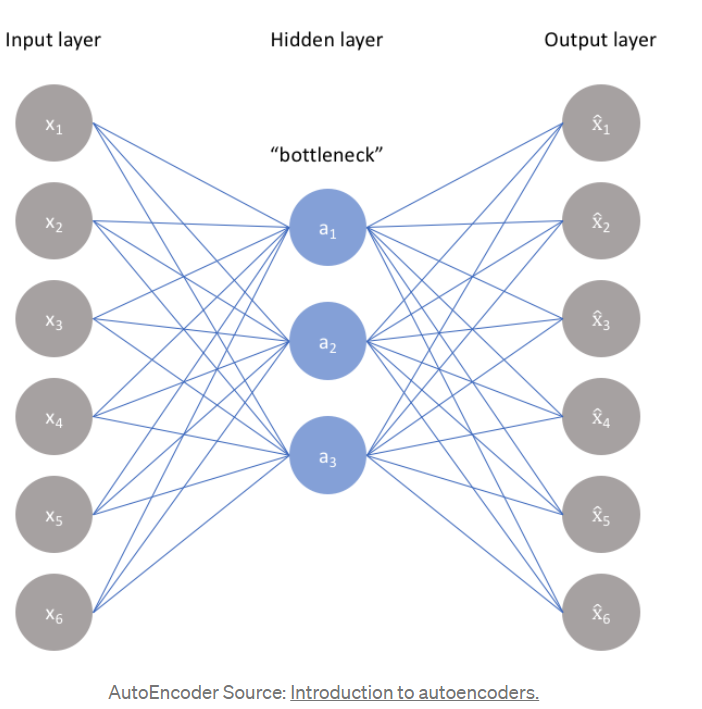 Input layer
Hidden layer
Output layer
x₁
x̂₁
“bottleneck”
x₂
a₁
x̂₂
x₃
a₂
x̂₃
x₄
x̂₄
a₃
x₅
x̂₅
x₆
x̂₆
AutoEncoder Source: Introduction to autoencoders.